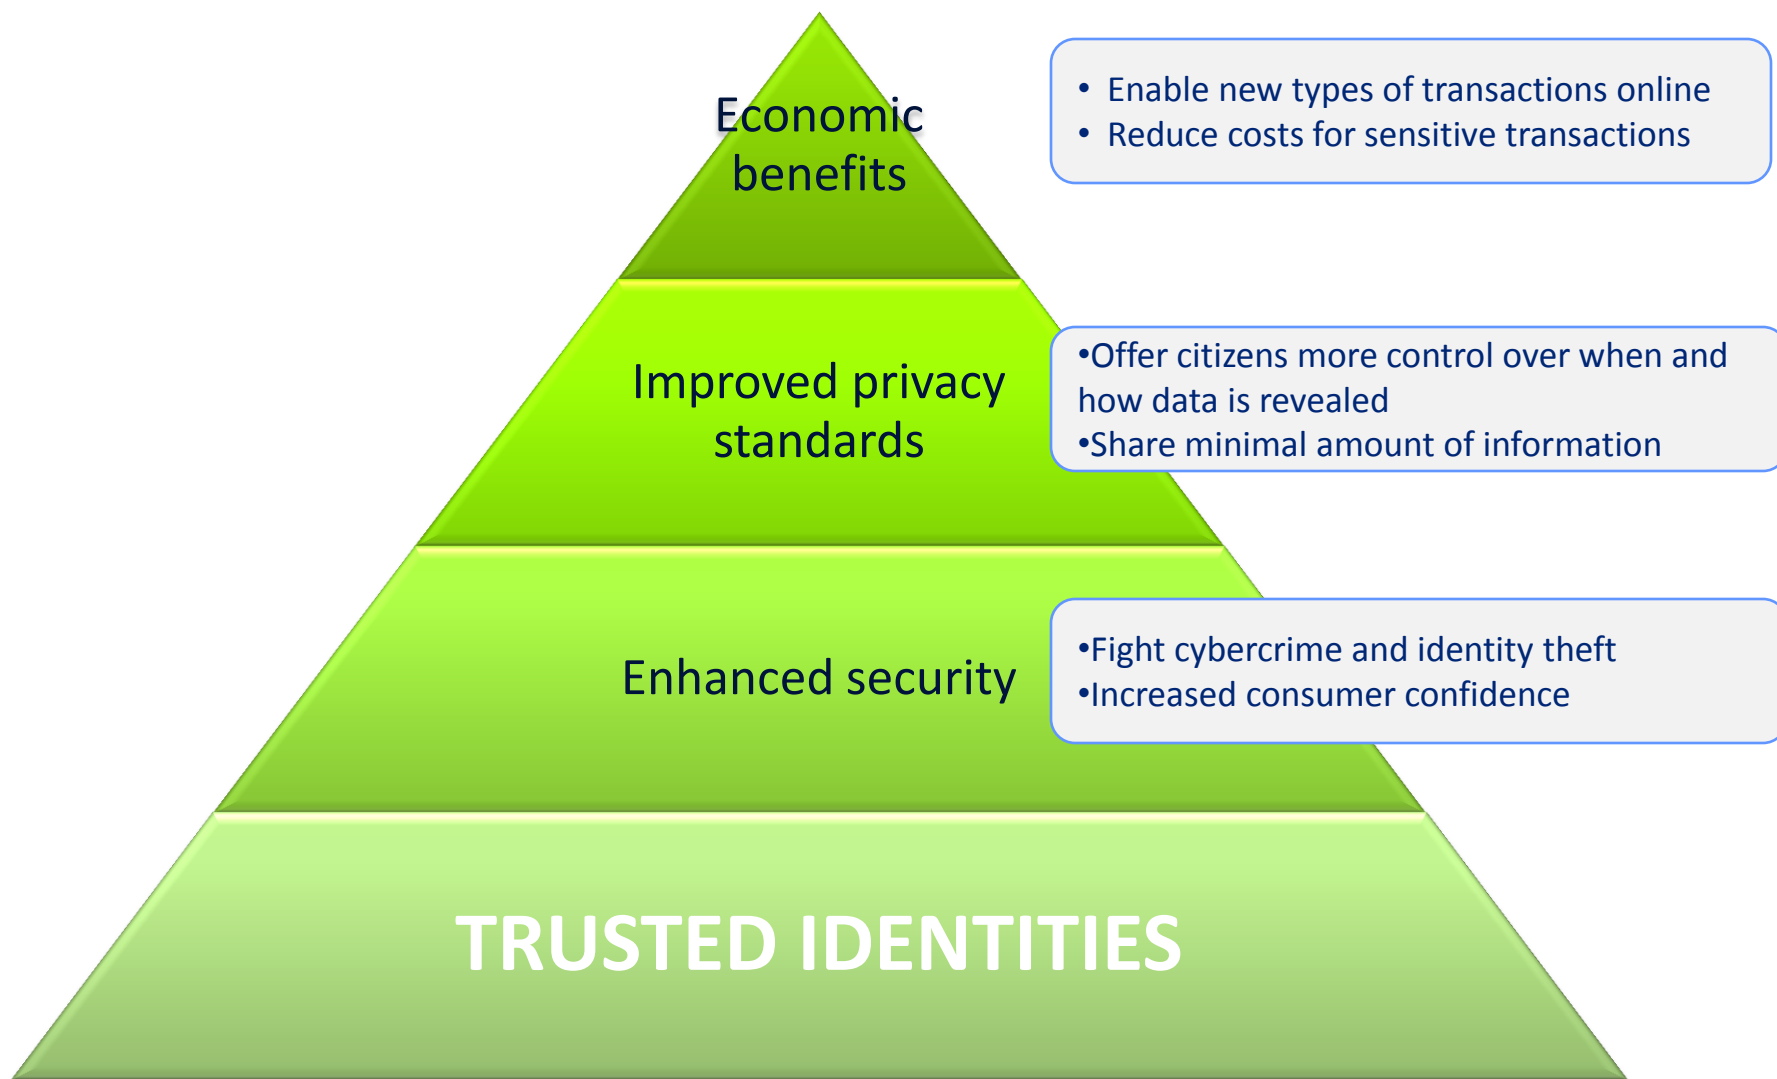 Economic
benefits
• Enable new types of transactions online
• Reduce costs for sensitive transactions
Improved privacy
standards
•Offer citizens more control over when and
how data is revealed
•Share minimal amount of information
Enhanced security
•Fight cybercrime and identity theft
•Increased consumer confidence
TRUSTED IDENTITIES